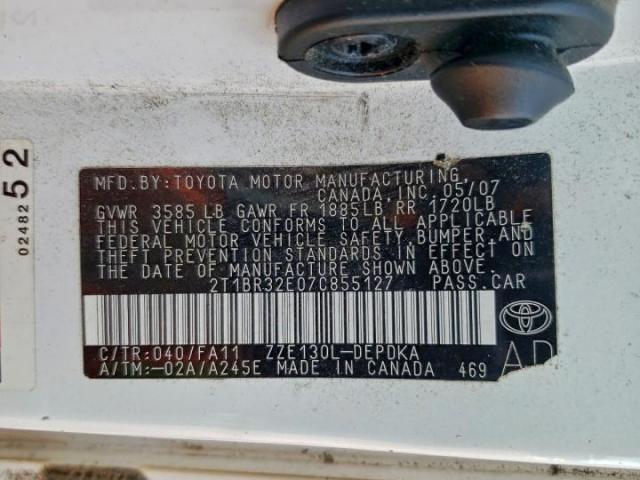 MFD.BY:TOYOTA MOTOR MANUFACTURING,
CANADA, INC. 05/07
GVWR 3585LB GAWR FR 1885LB RR 1720LB
THIS VEHICLE CONFORMS TO ALL APPLICABLE
FEDERAL MOTOR VEHICLE SAFETY, BUMPER, AND
THEFT PREVENTION STANDARDS IN EFFECT ON
THE DATE OF MANUFACTURE SHOWN ABOVE.
2T1BR32E07C855127 PASS.CAR
C/TR:040/FA11 ZZE130L-DEPDKA
A/TM:-02A/A245E MADE IN CANADA 469
02482
52